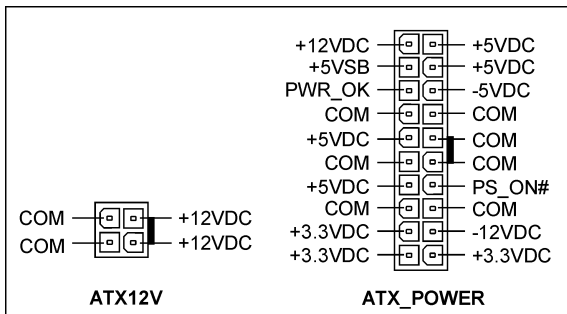 +12VDC +5VDC
+5VSB +5VDC
PWR_OK -5VDC
COM COM
+5VDC COM
COM COM
+5VDC PS_ON#
COM COM
+3.3VDC -12VDC
+3.3VDC +3.3VDC
COM +12VDC
COM +12VDC
ATX12V ATX_POWER